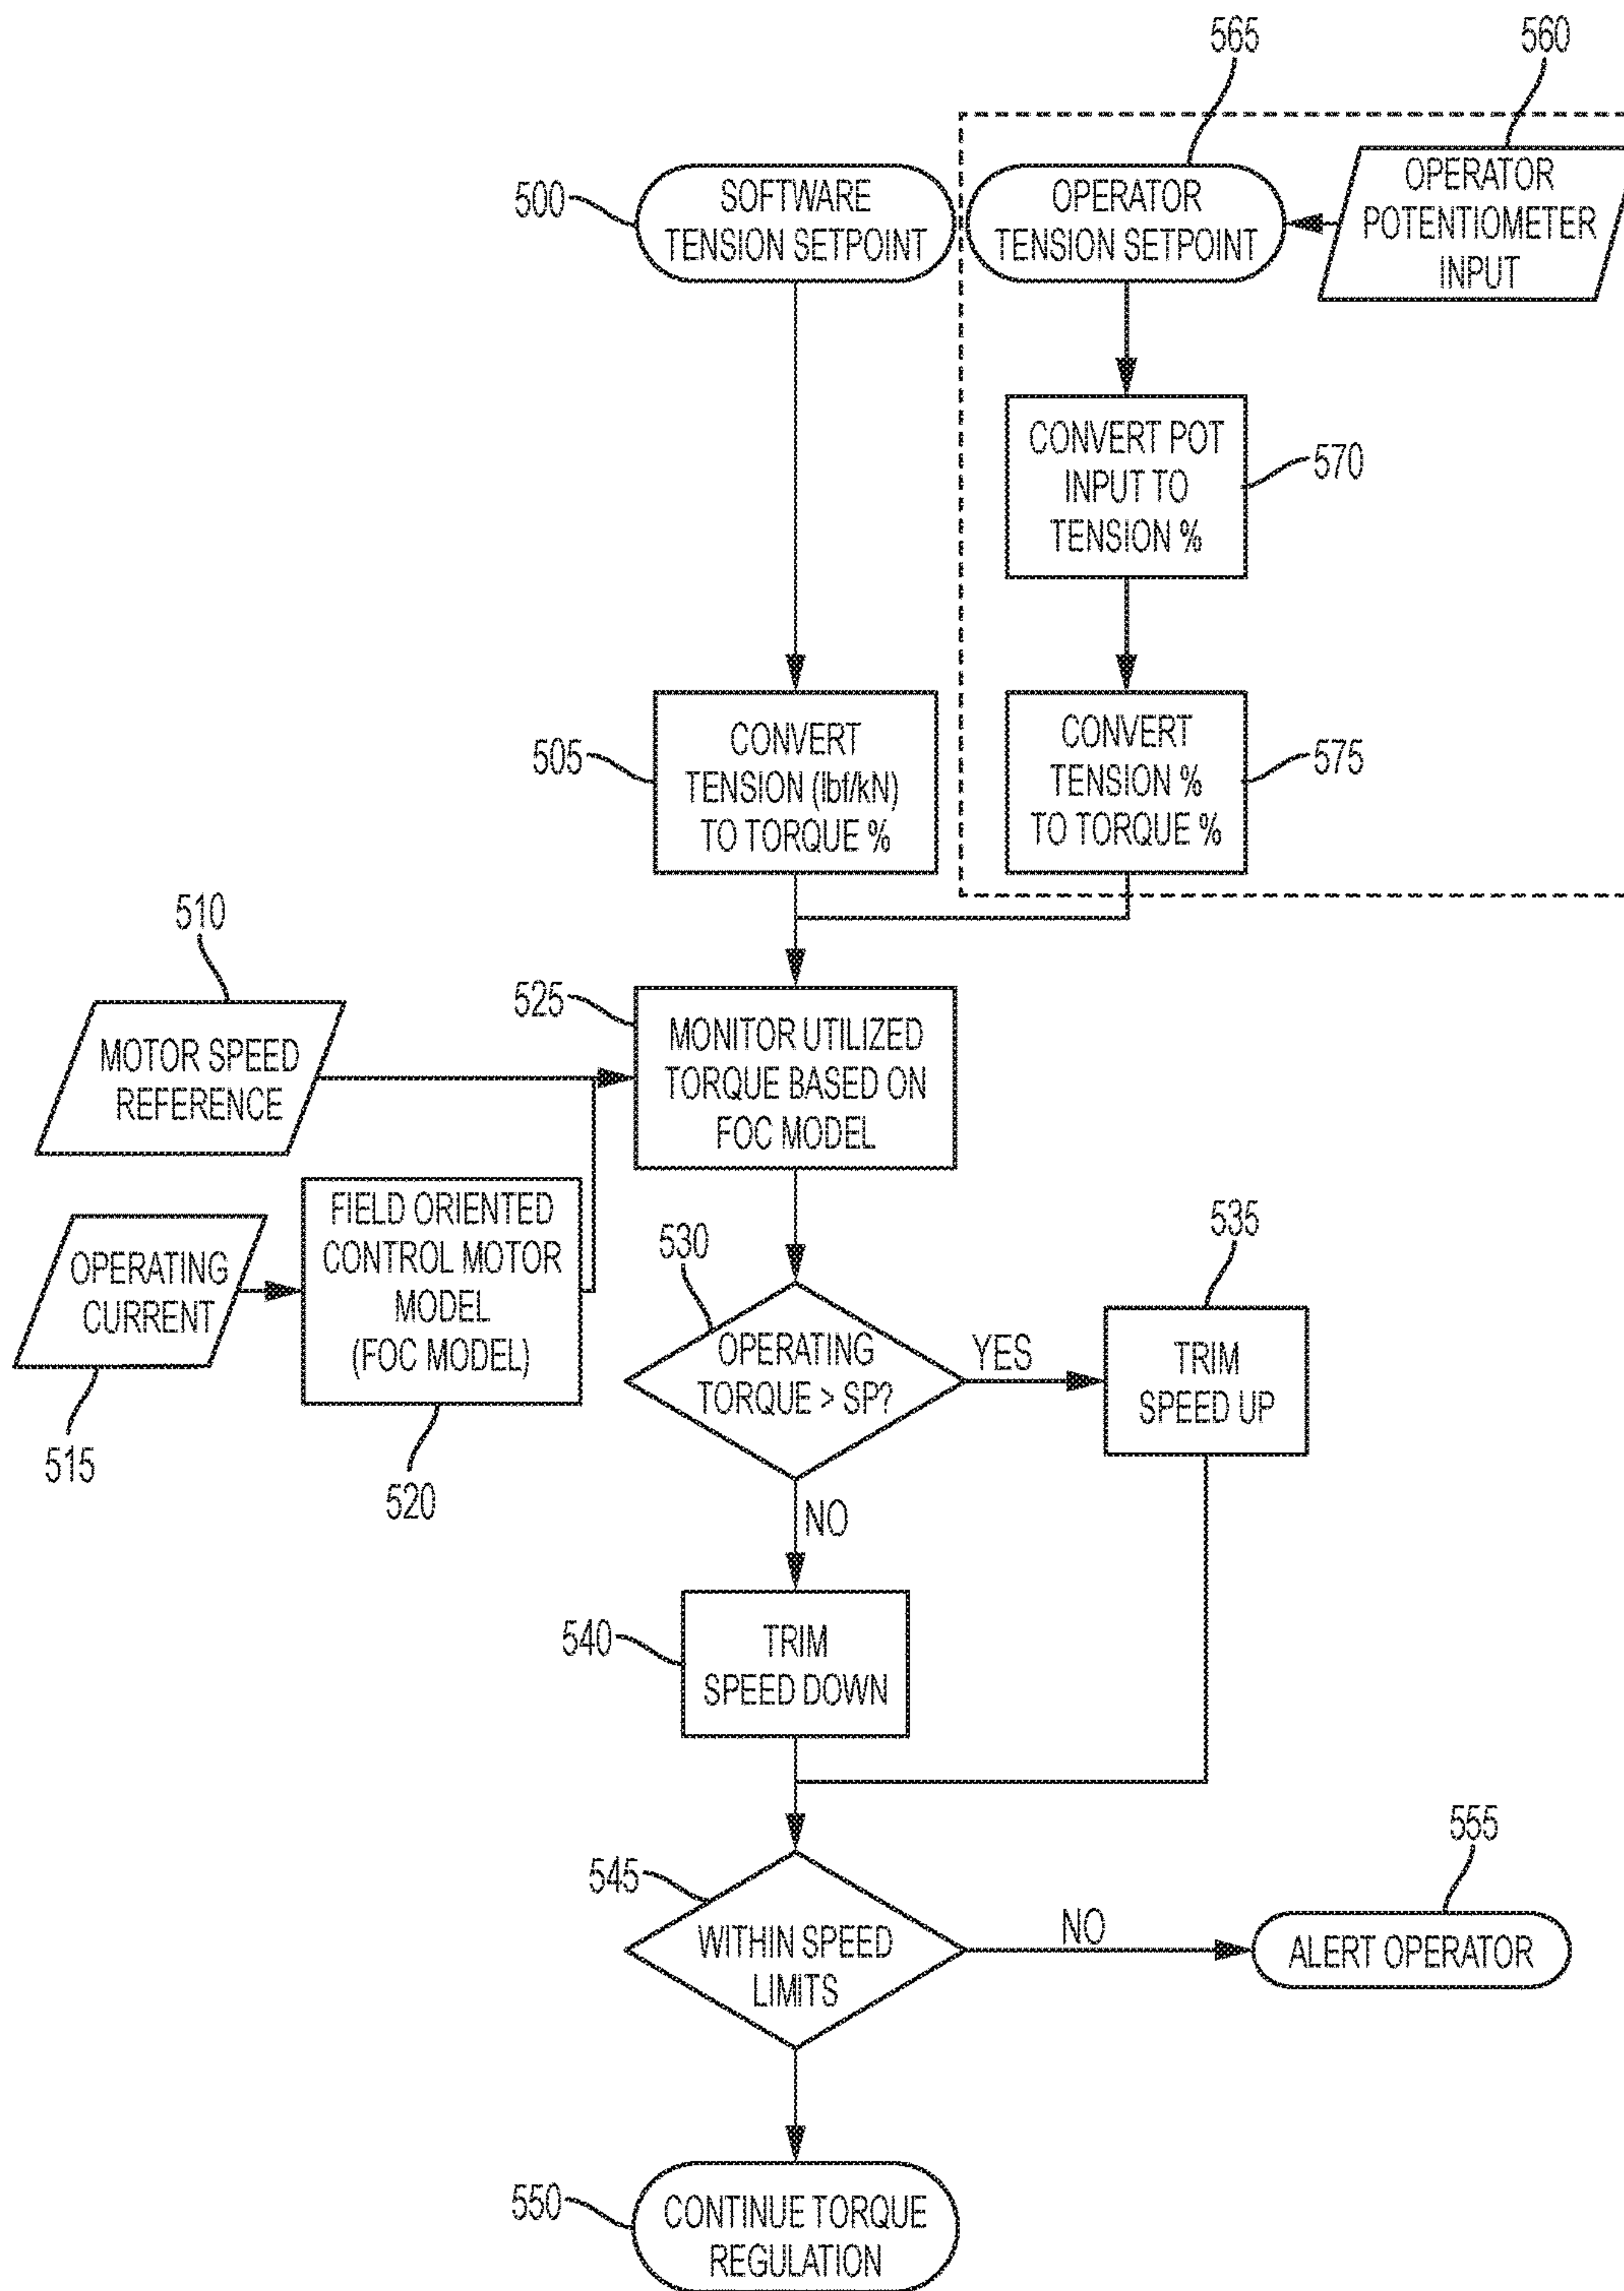 565
560
500
SOFTWARE
TENSION SETPOINT
OPERATOR
TENSION SETPOINT
OPERATOR
POTENTIOMETER
INPUT
CONVERT POT
INPUT TO
TENSION %
570
505
CONVERT
TENSION (lbf/kN)
TO TORQUE %
CONVERT
TENSION %
TO TORQUE %
575
510
MOTOR SPEED
REFERENCE
525
MONITOR UTILIZED
TORQUE BASED ON
FOC MODEL
OPERATING
CURRENT
515
FIELD ORIENTED
CONTROL MOTOR
MODEL
(FOC MODEL)
520
530
OPERATING
TORQUE > SP?
YES
535
TRIM
SPEED UP
NO
540
TRIM
SPEED DOWN
545
WITHIN SPEED
LIMITS
NO
555
ALERT OPERATOR
550
CONTINUE TORQUE
REGULATION